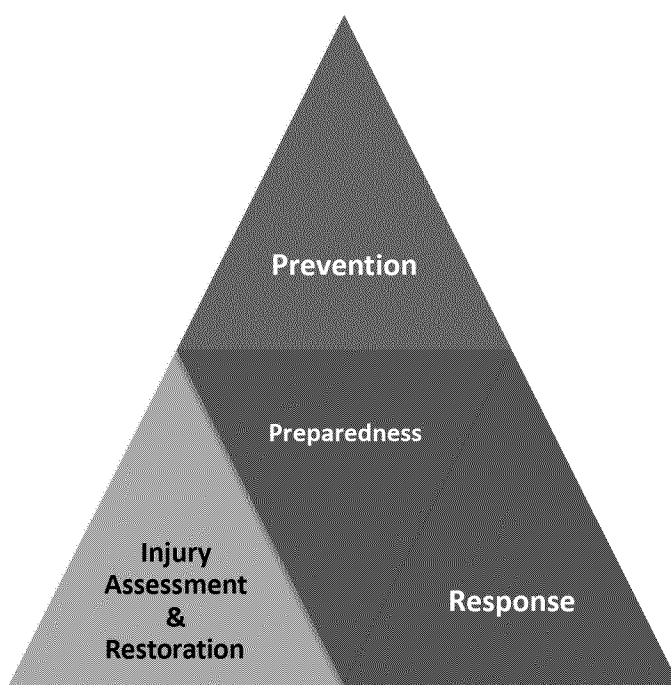 Prevention
Preparedness
Injury
Assessment
&
Restoration
Response